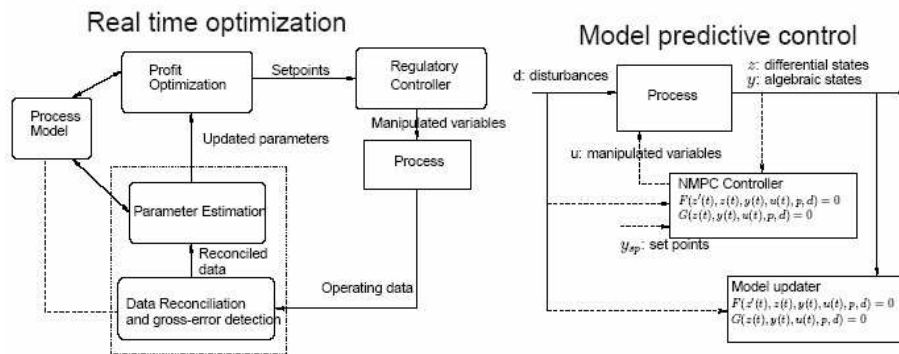 Real time optimization
Profit
Optimization
Setpoints
Regulatory
Controller
Process
Model
Manipulated variables
Updated parameters
Process
Parameter Estimation
Reconciled
data
Operating data
Data Reconciliation
and gross-error detection
Model predictive control
d: disturbances
z: differential states
y: algebraic states
Process
u: manipulated variables
NMPC Controller
F(z'(t), z(t), y(t), u(t), p, d) = 0
G(z(t), y(t), u(t), p, d) = 0
y_sp: set points
Model updater
F(z'(t), z(t), y(t), u(t), p, d) = 0
G(z(t), y(t), u(t), p, d) = 0